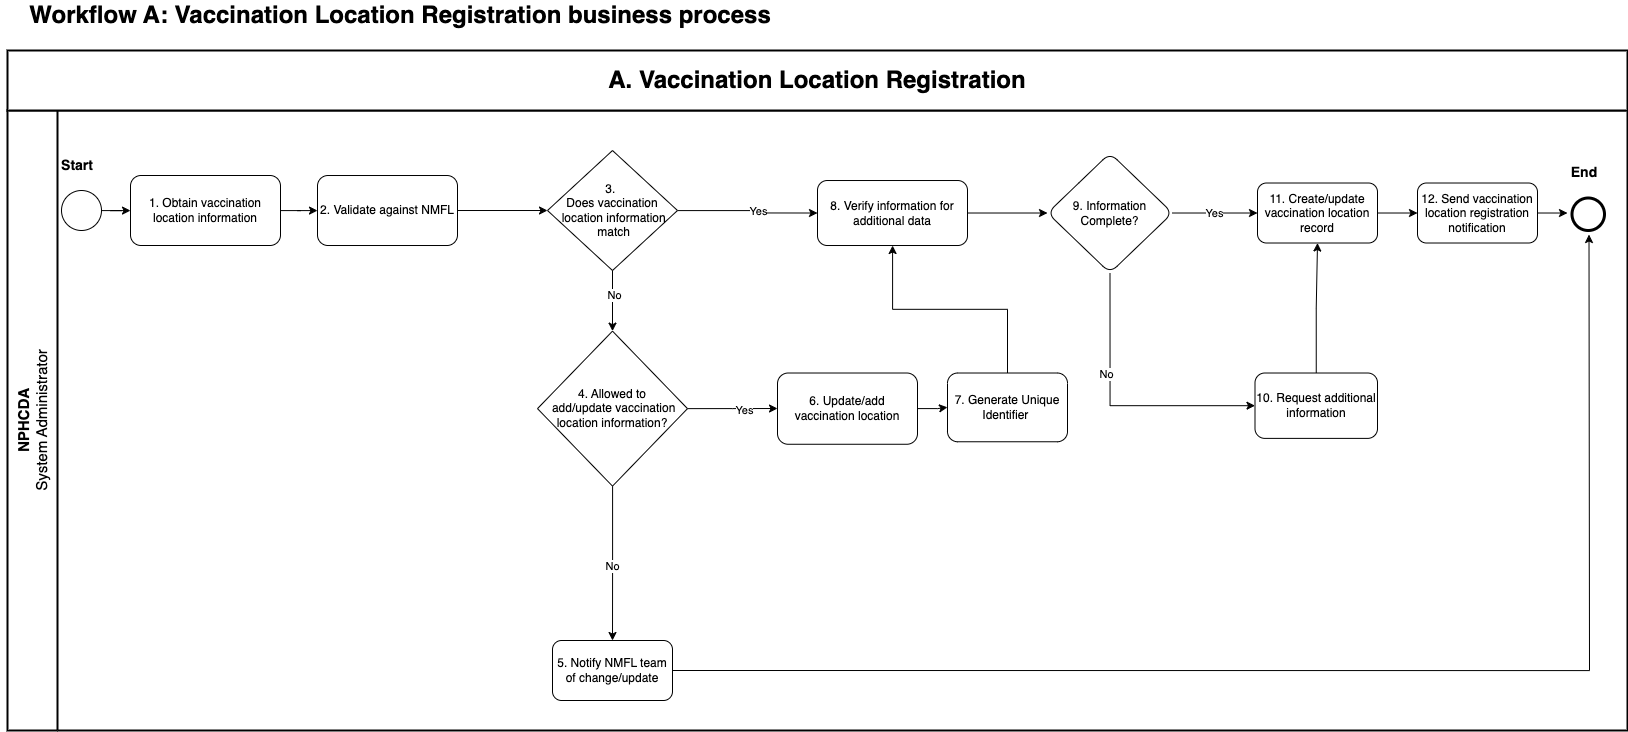 Workflow A: Vaccination Location Registration business process
A. Vaccination Location Registration
NPHCDA
System Administrator
Start
1. Obtain vaccination
location information
2. Validate against NMFL
3.
Does vaccination
location information
match
Yes
No
4. Allowed to
add/update vaccination
location information?
Yes
No
5. Notify NMFL team
of change/update
6. Update/add
vaccination location
7. Generate Unique
Identifier
8. Verify information for
additional data
9. Information
Complete?
Yes
No
10. Request additional
information
11. Create/update
vaccination location
record
12. Send vaccination
location registration
notification
End